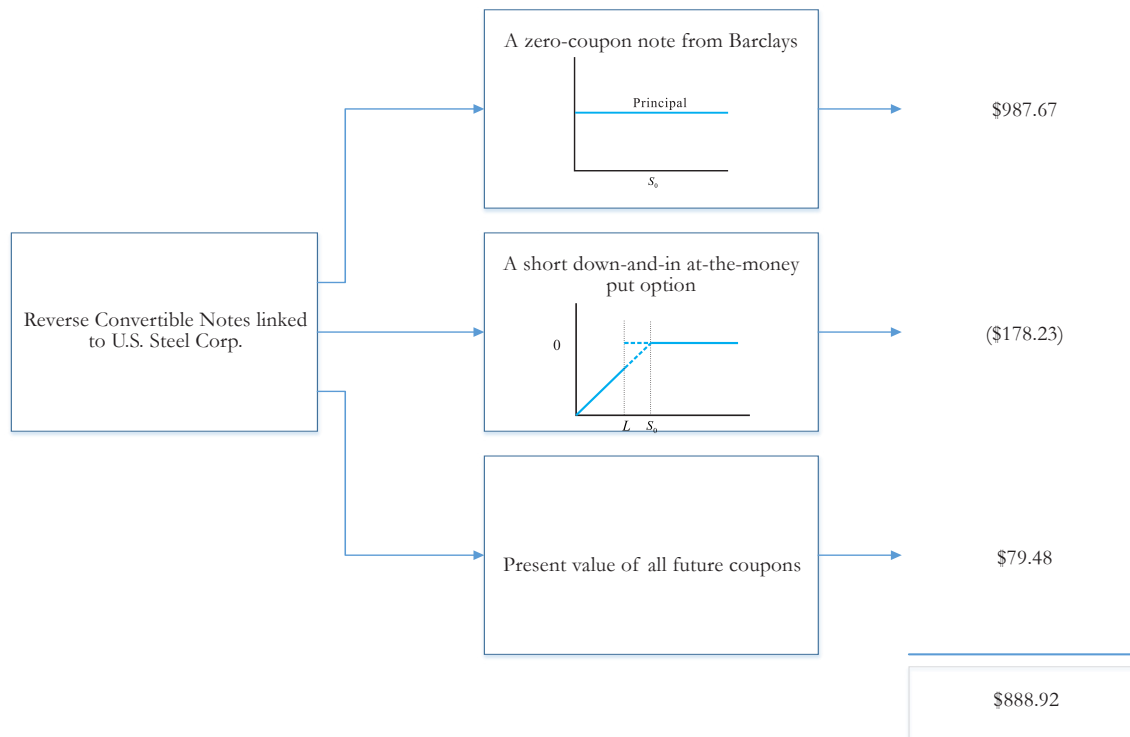 A zero-coupon note from Barclays
Principal
S₀
$987.67
Reverse Convertible Notes linked
to U.S. Steel Corp.
A short down-and-in at-the-money
put option
0
L S₀
($178.23)
Present value of all future coupons
$79.48
$888.92